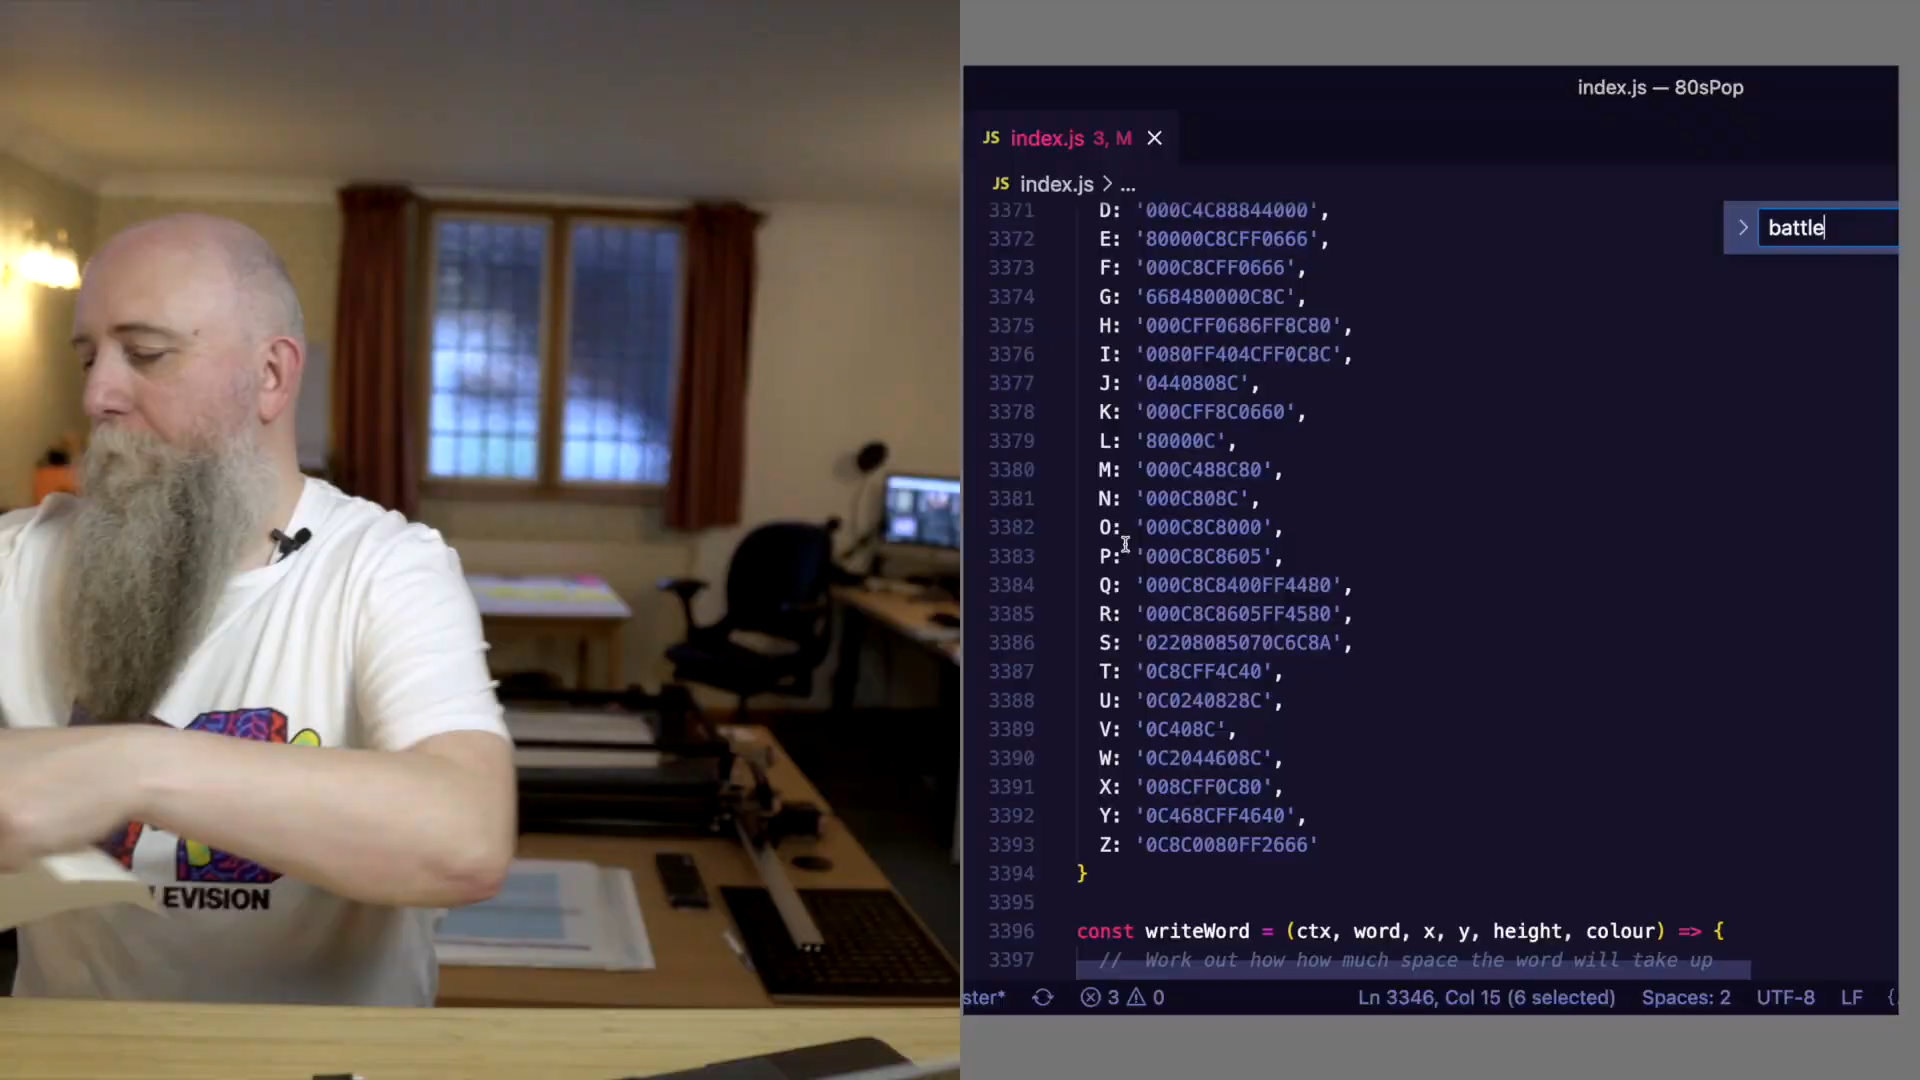 index.js — 80sPop
JS index.js 3, M
JS index.js > ...
battle
3371 D: '000C4C88844000',
3372 E: '80000C8CFF0666',
3373 F: '000C8CFF0666',
3374 G: '668480000C8C',
3375 H: '000CFF0686FF8C80',
3376 I: '0080FF404CFF0C8C',
3377 J: '0440808C',
3378 K: '000CFF8C0660',
3379 L: '80000C',
3380 M: '000C488C80',
3381 N: '000C808C',
3382 O: '000C8C8000',
3383 P: '000C8C8605',
3384 Q: '000C8C8400FF4480',
3385 R: '000C8C8605FF4580',
3386 S: '02208085070C6C8A',
3387 T: '0C8CFF4C40',
3388 U: '0C0240828C',
3389 V: '0C408C',
3390 W: '0C2044608C',
3391 X: '008CFF0C80',
3392 Y: '0C468CFF4640',
3393 Z: '0C8C0080FF2666'
3394 }
3395
3396 const writeWord = (ctx, word, x, y, height, colour) => {
3397 // Work out how how much space the word will take up
ster* 3 0 Ln 3346, Col 15 (6 selected) Spaces: 2 UTF-8 LF {
LEVISION